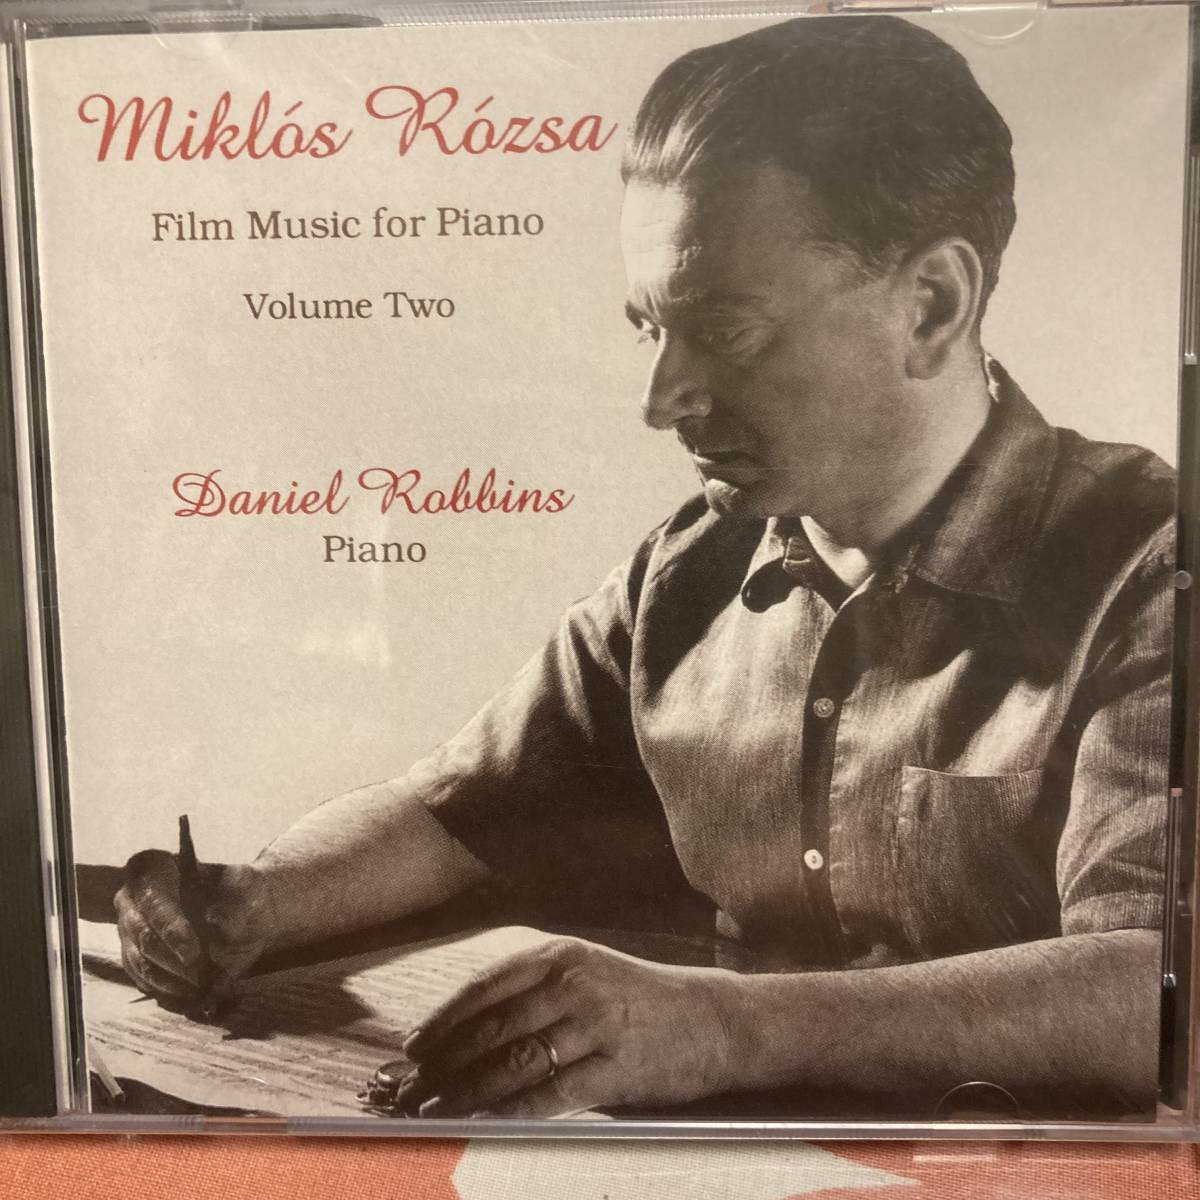 Miklós Rózsa
Film Music for Piano
Volume Two
Daniel Robbins
Piano